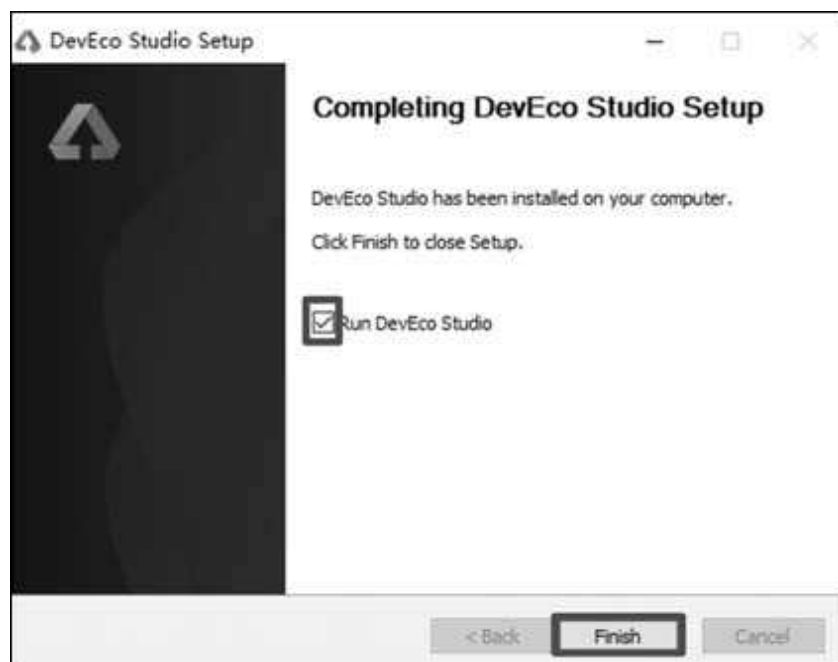 DevEco Studio Setup
Completing DevEco Studio Setup
DevEco Studio has been installed on your computer.
Click Finish to close Setup.
Run DevEco Studio
< Back Finish Cancel